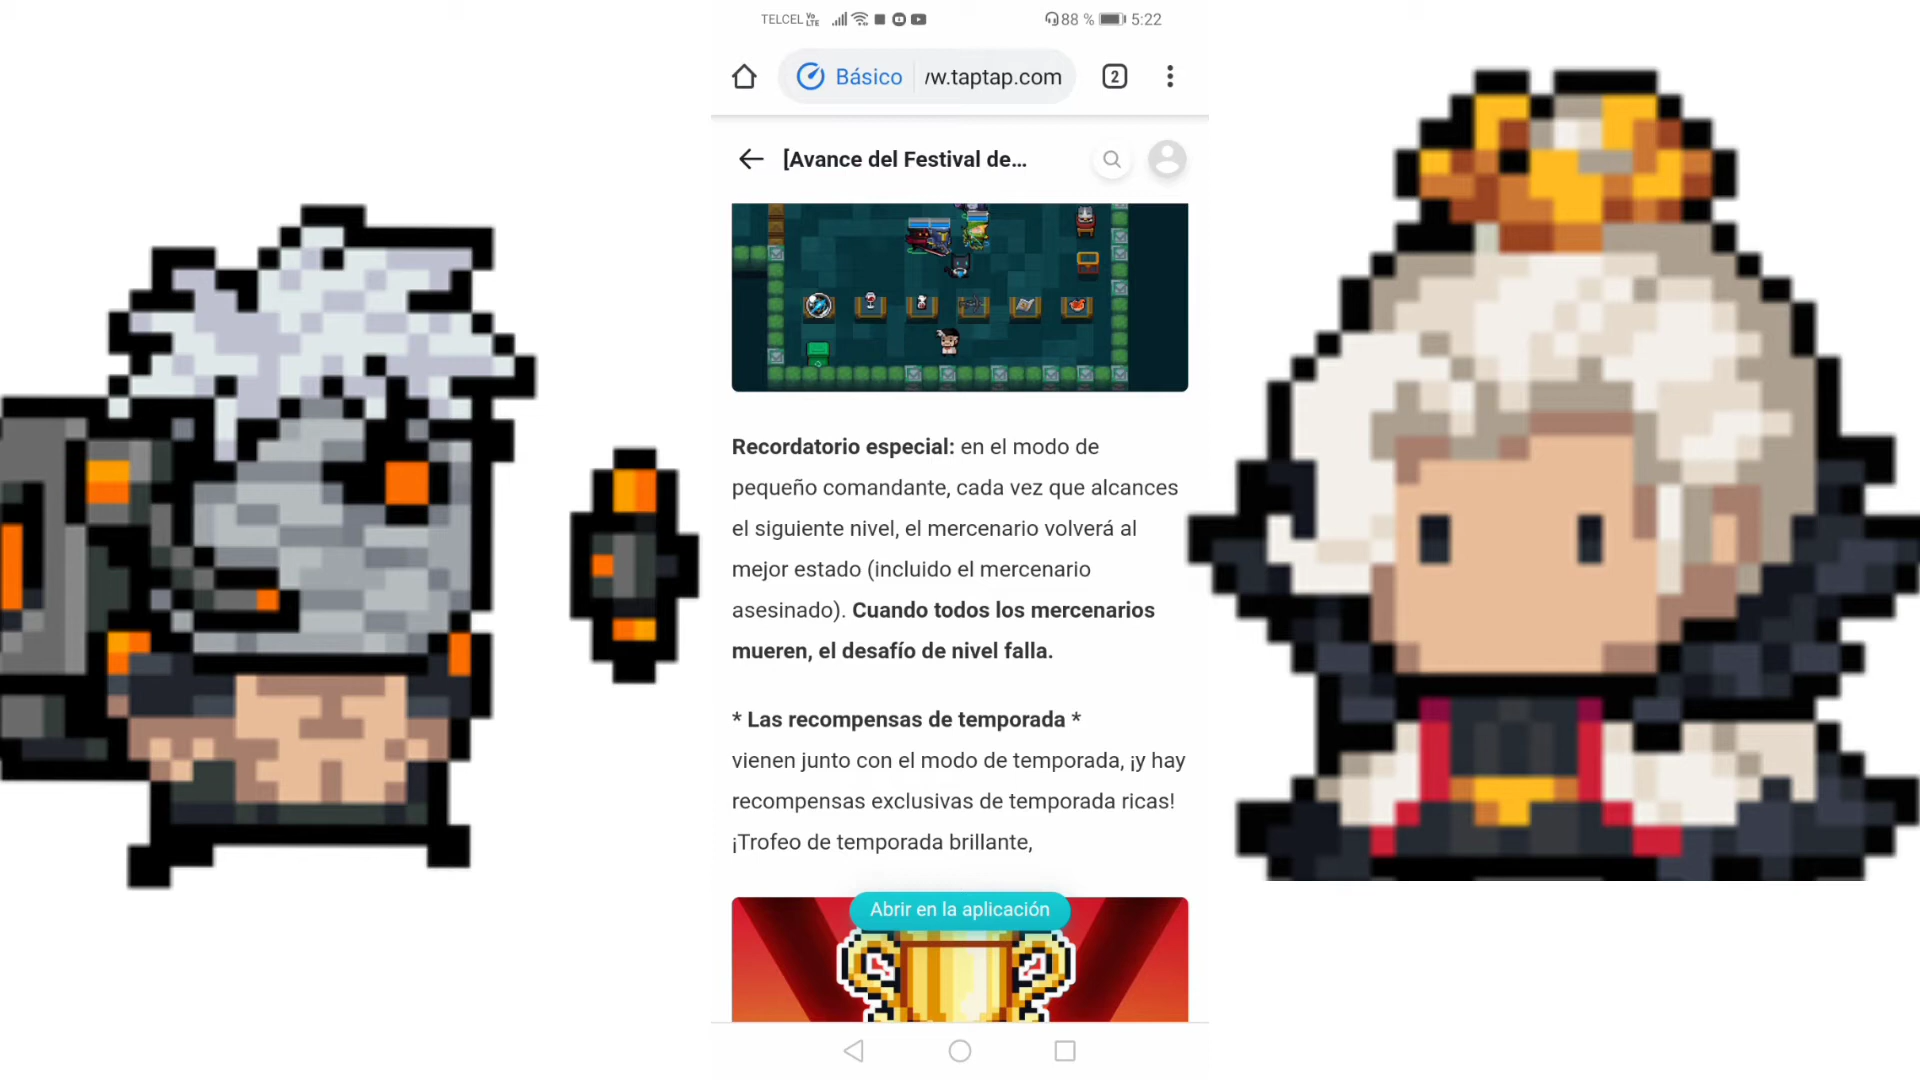 TELCEL Vo LTE 88 % 5:22
Básico w.taptap.com 2
[Avance del Festival de...
Recordatorio especial: en el modo de
pequeño comandante, cada vez que alcances
el siguiente nivel, el mercenario volverá al
mejor estado (incluido el mercenario
asesinado). Cuando todos los mercenarios
mueren, el desafío de nivel falla.
* Las recompensas de temporada *
vienen junto con el modo de temporada, ¡y hay
recompensas exclusivas de temporada ricas!
¡Trofeo de temporada brillante,
Abrir en la aplicación